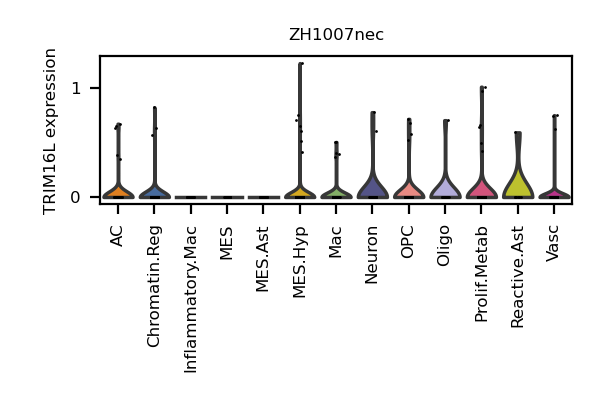 ZH1007nec
TRIM16L expression
1
0
AC
Chromatin.Reg
Inflammatory.Mac
MES
MES.Ast
MES.Hyp
Mac
Neuron
OPC
Oligo
Prolif.Metab
Reactive.Ast
Vasc